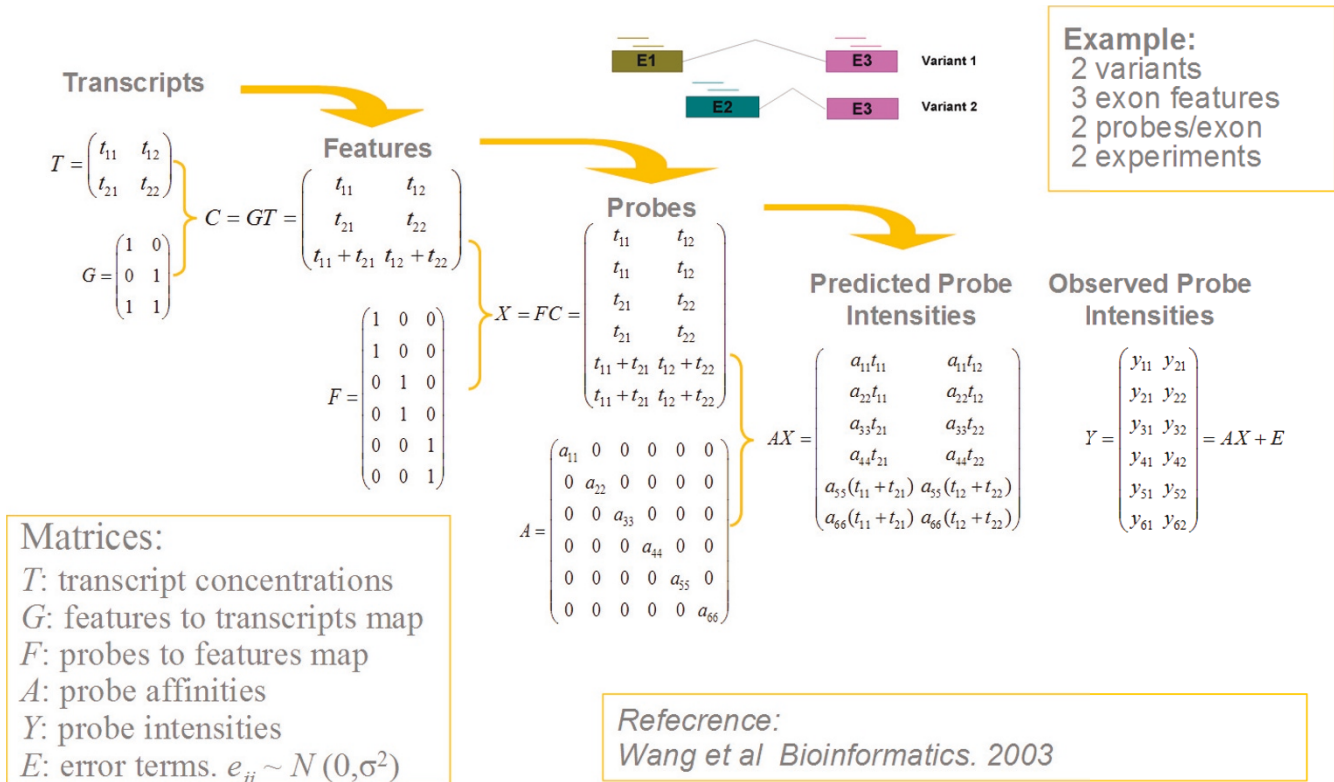 E1
E3
Variant 1
E2
E3
Variant 2
Example:
2 variants
3 exon features
2 probes/exon
2 experiments
Transcripts
T = ( t11 t12
t21 t22 )
G = ( 1 0
0 1
1 1 )
Features
C = GT = ( t11 t12
t21 t22
t11 + t21 t12 + t22 )
F = ( 1 0 0
1 0 0
0 1 0
0 1 0
0 0 1
0 0 1 )
Probes
X = FC = ( t11 t12
t11 t12
t21 t22
t21 t22
t11 + t21 t12 + t22
t11 + t21 t12 + t22 )
A = ( a11 0 0 0 0 0
0 a22 0 0 0 0
0 0 a33 0 0 0
0 0 0 a44 0 0
0 0 0 0 a55 0
0 0 0 0 0 a66 )
Predicted Probe
Intensities
AX = ( a11t11 a11t12
a22t11 a22t12
a33t21 a33t22
a44t21 a44t22
a55(t11 + t21) a55(t12 + t22)
a66(t11 + t21) a66(t12 + t22) )
Observed Probe
Intensities
Y = ( y11 y21
y21 y22
y31 y32
y41 y42
y51 y52
y61 y62 ) = AX + E
Matrices:
T: transcript concentrations
G: features to transcripts map
F: probes to features map
A: probe affinities
Y: probe intensities
E: error terms. eij ~ N (0,σ2)
Refecrence:
Wang et al Bioinformatics. 2003